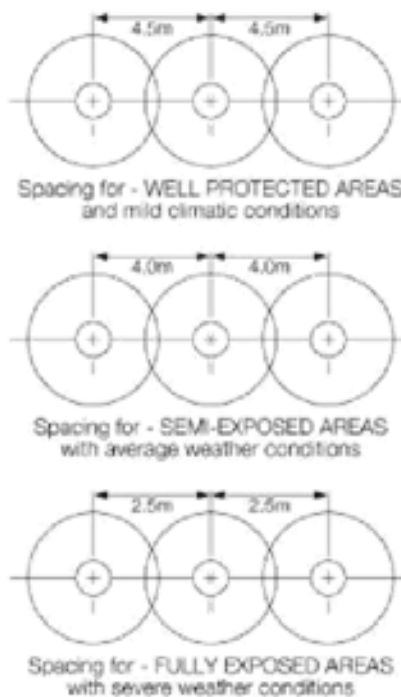 4.5m 4.5m
Spacing for - WELL PROTECTED AREAS
and mild climatic conditions
4.0m 4.0m
Spacing for - SEMI-EXPOSED AREAS
with average weather conditions
2.5m 2.5m
Spacing for - FULLY EXPOSED AREAS
with severe weather conditions